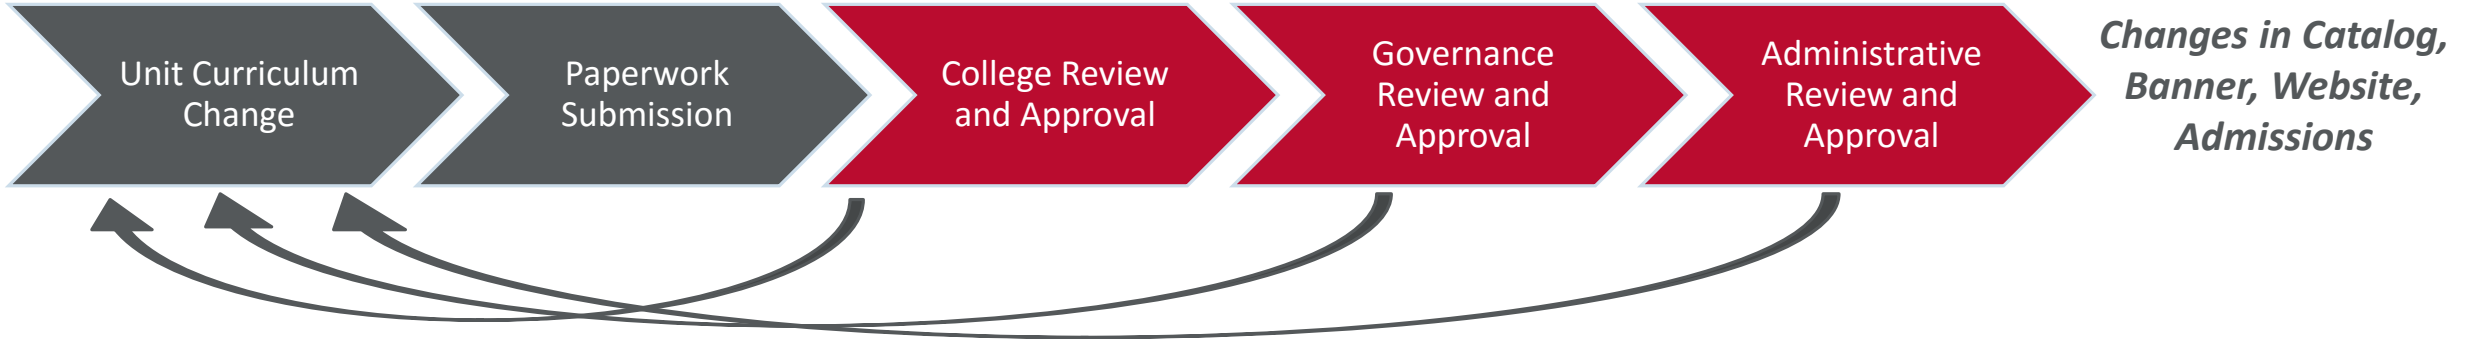 Unit Curriculum
Change
Paperwork
Submission
College Review
and Approval
Governance
Review and
Approval
Administrative
Review and
Approval
Changes in Catalog,
Banner, Website,
Admissions